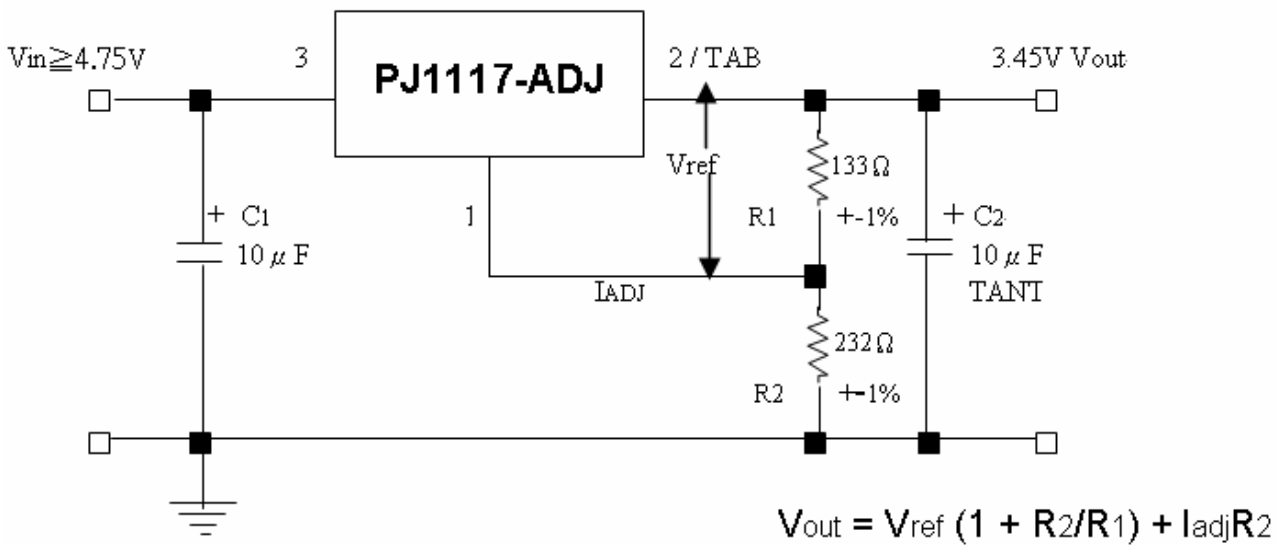 Vin≧4.75V
3
PJ1117-ADJ
2 / TAB
3.45V Vout
Vref
133Ω
R1
+-1%
+ C1
10 μ F
1
+ C2
10 μ F
TANT
IADJ
232Ω
R2
+-1%
Vout = Vref (1 + R2/R1) + IadjR2